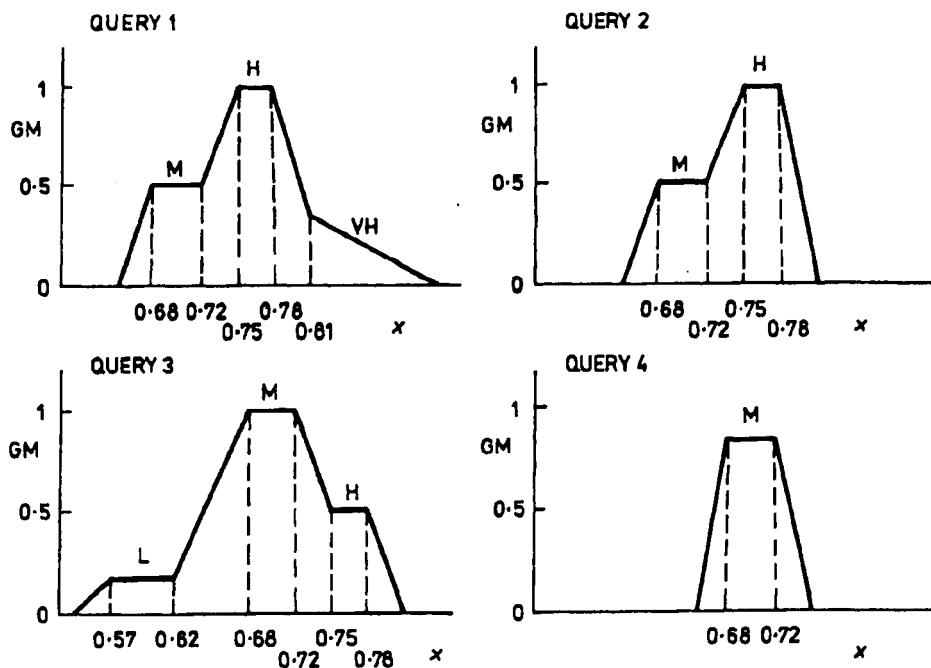 QUERY 1
H
1
GM
M
0·5
VH
0
0·68 0·72 0·78
0·75 0·81 x
QUERY 2
H
1
GM
M
0·5
0
0·68 0·75
0·72 0·78 x
QUERY 3
M
1
GM
H
0·5
L
0
0·57 0·62 0·68 0·75
0·72 0·78 x
QUERY 4
1
M
GM
0·5
0
0·68 0·72 x